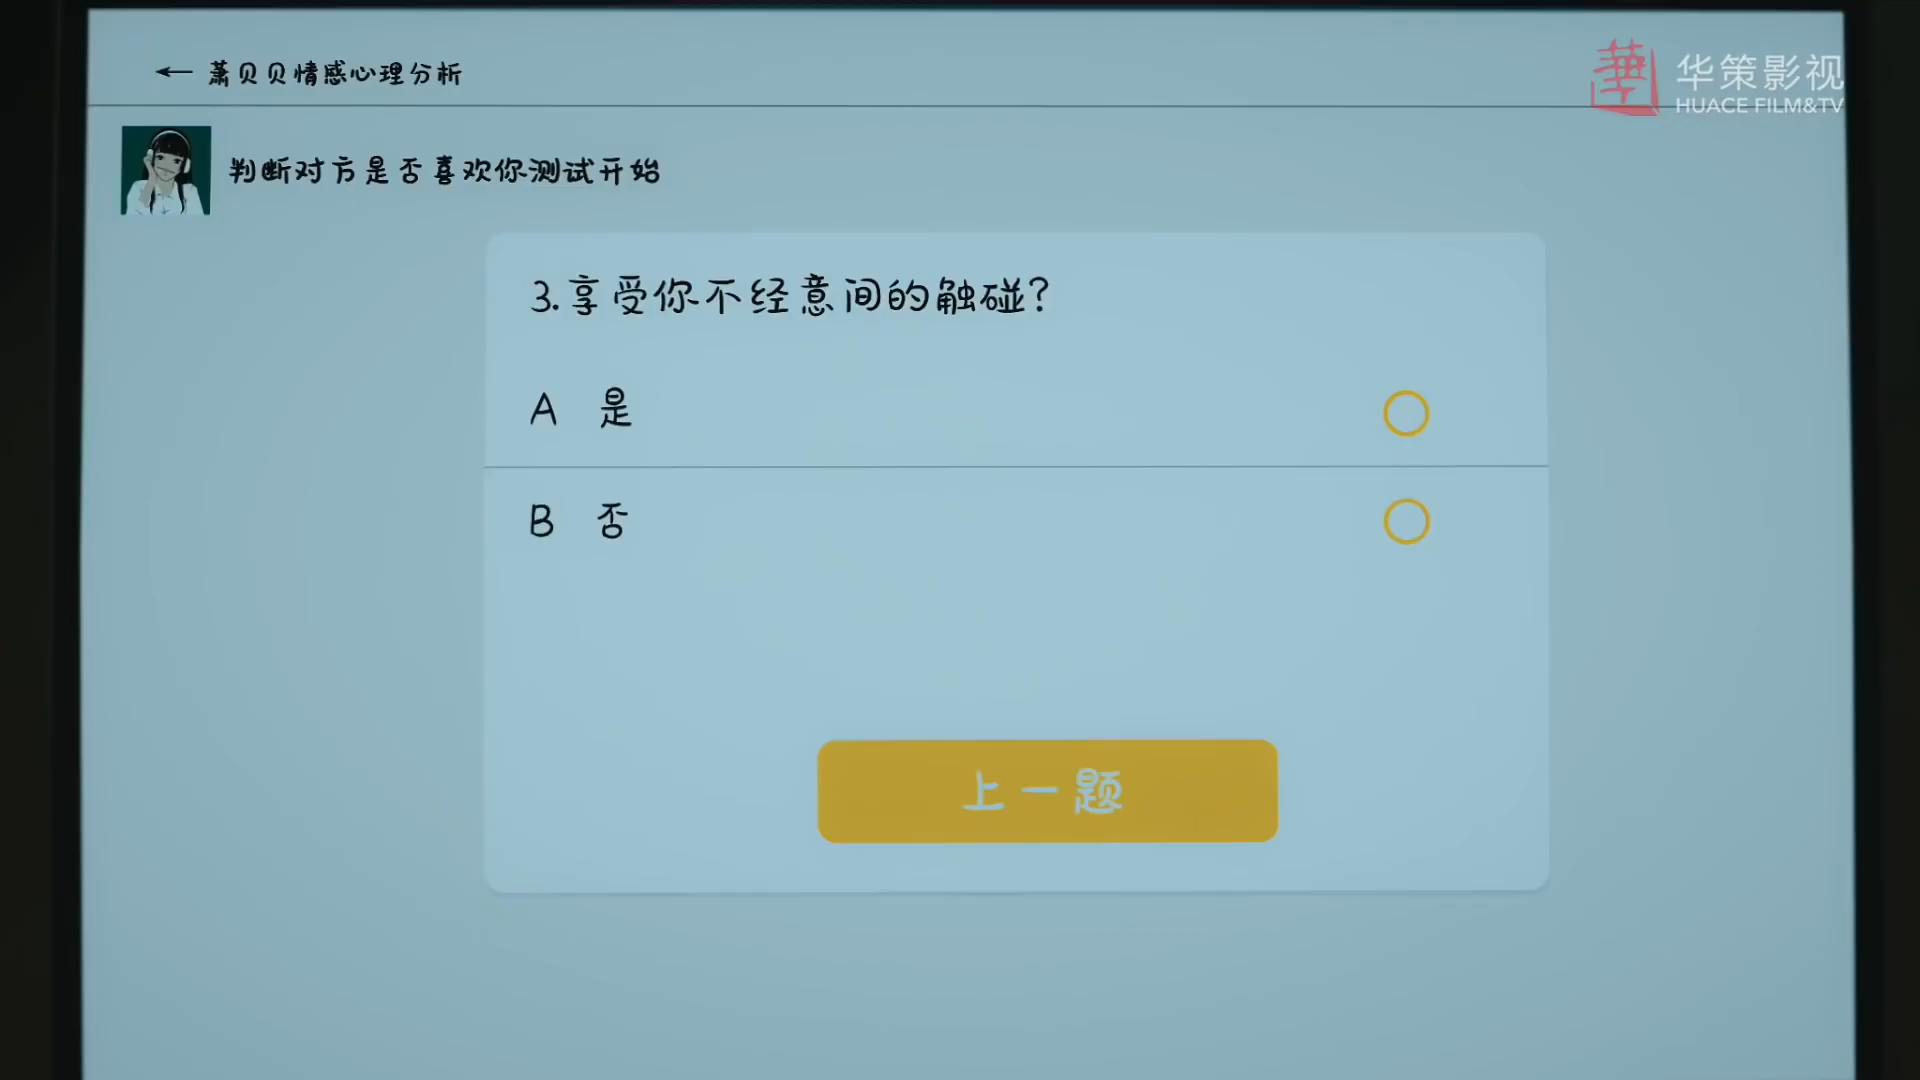 ← 萧贝贝情感心理分析
華 华策影视
HUACE FILM&TV
判断对方是否喜欢你测试开始
3.享受你不经意间的触碰?
A 是
B 否
上一题